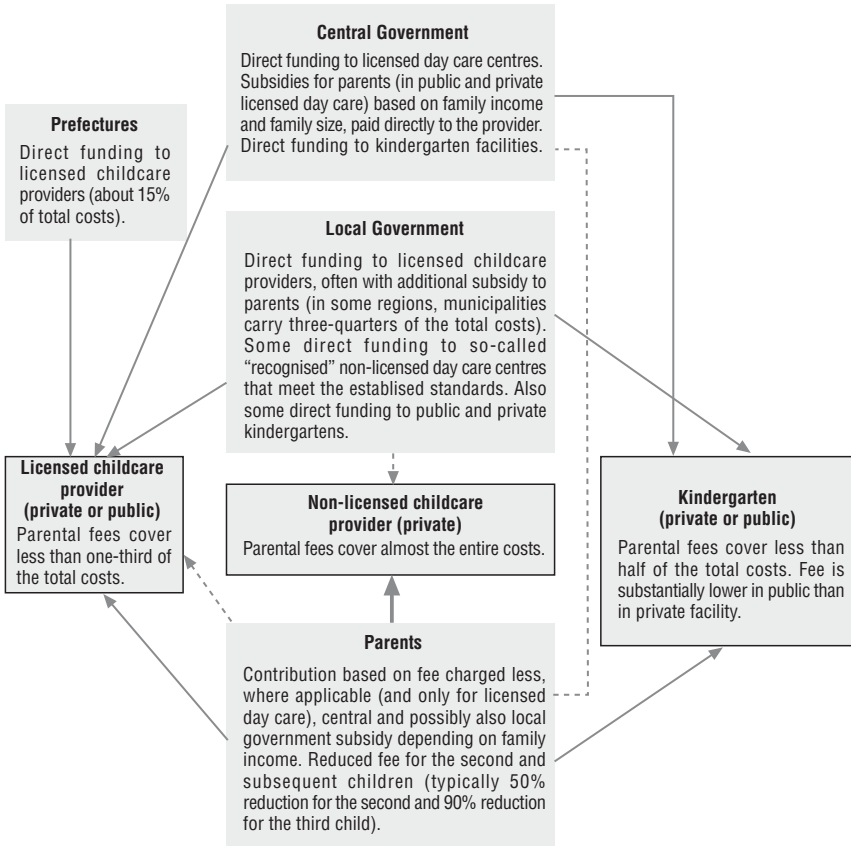 Central Government
Direct funding to licensed day care centres.
Subsidies for parents (in public and private
licensed day care) based on family income
and family size, paid directly to the provider.
Direct funding to kindergarten facilities.
Prefectures
Direct funding to
licensed childcare
providers (about 15%
of total costs).
Local Government
Direct funding to licensed childcare
providers, often with additional subsidy to
parents (in some regions, municipalities
carry three-quarters of the total costs).
Some direct funding to so-called
“recognised” non-licensed day care centres
that meet the establised standards. Also
some direct funding to public and private
kindergartens.
Licensed childcare
provider
(private or public)
Parental fees cover
less than one-third of
the total costs.
Non-licensed childcare
provider (private)
Parental fees cover almost the entire costs.
Kindergarten
(private or public)
Parental fees cover less than
half of the total costs. Fee is
substantially lower in public than
in private facility.
Parents
Contribution based on fee charged less,
where applicable (and only for licensed
day care), central and possibly also local
government subsidy depending on family
income. Reduced fee for the second and
subsequent children (typically 50%
reduction for the second and 90% reduction
for the third child).